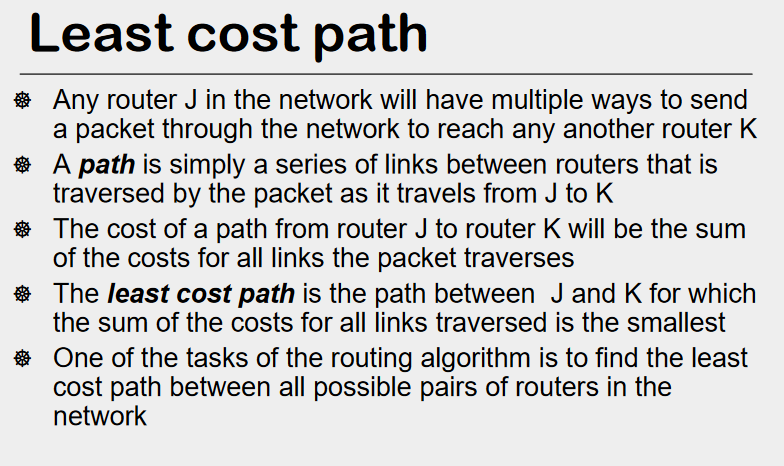 Least cost path
Any router J in the network will have multiple ways to send
a packet through the network to reach any another router K
A path is simply a series of links between routers that is
traversed by the packet as it travels from J to K
The cost of a path from router J to router K will be the sum
of the costs for all links the packet traverses
The least cost path is the path between  J and K for which
the sum of the costs for all links traversed is the smallest
One of the tasks of the routing algorithm is to find the least
cost path between all possible pairs of routers in the
network